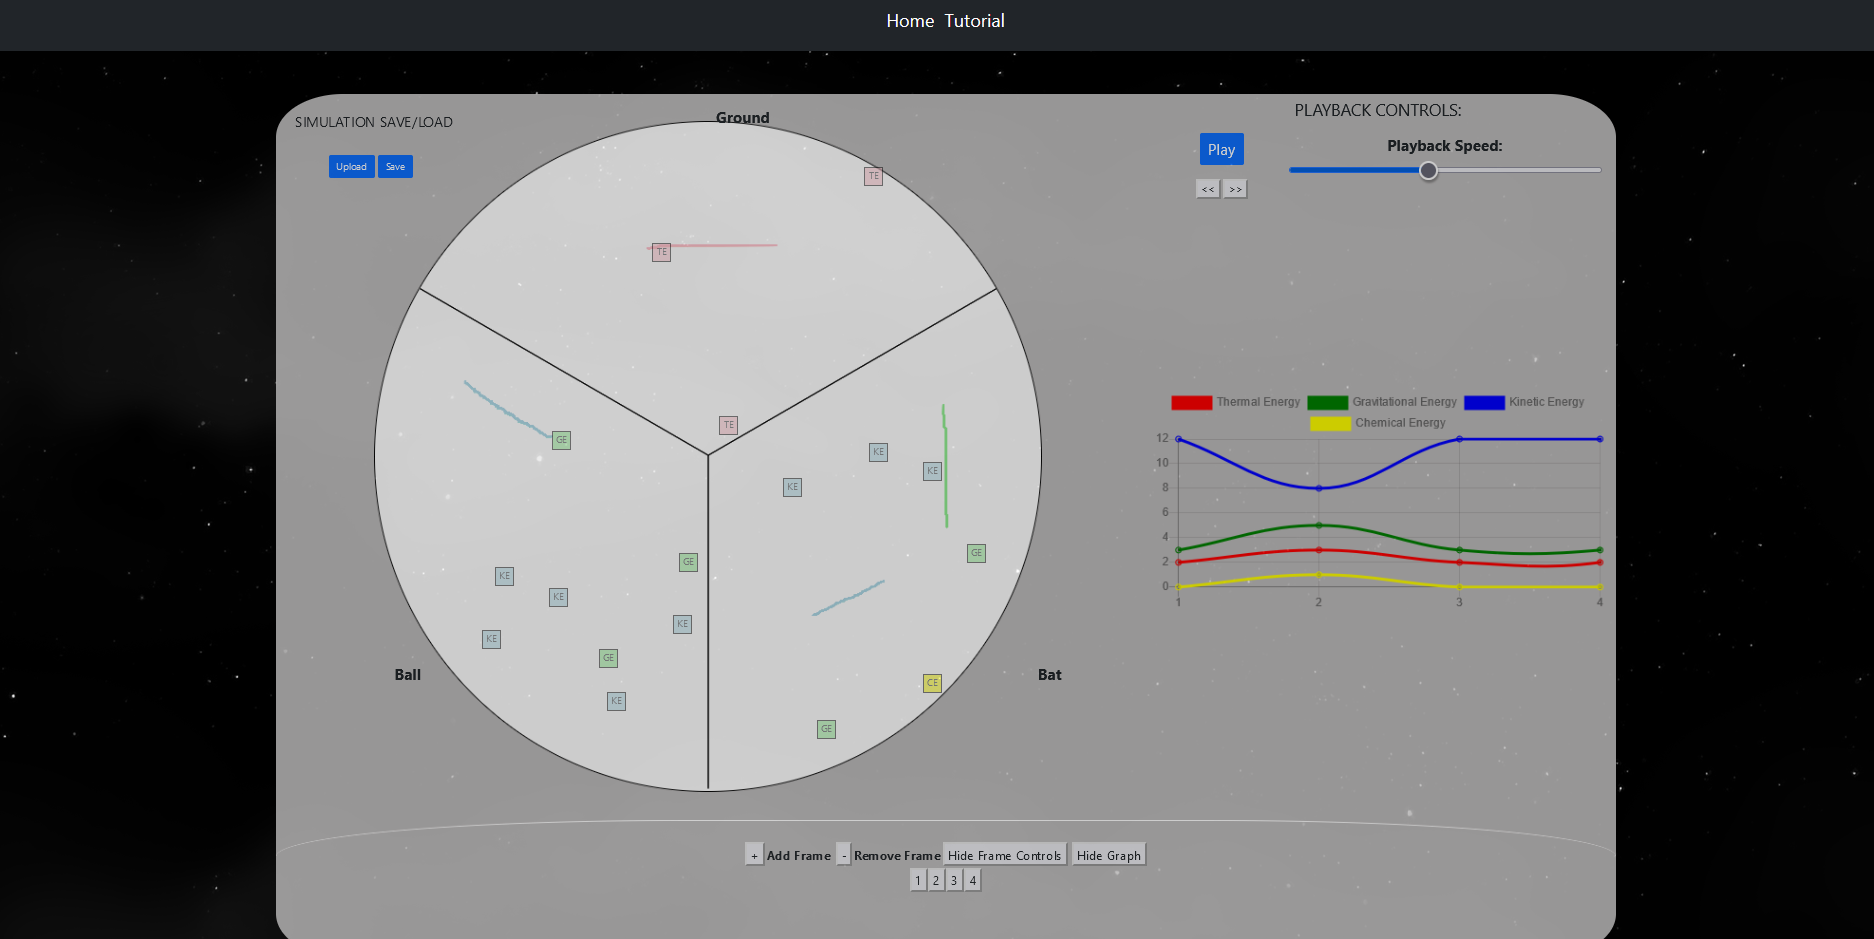 Home Tutorial
SIMULATION SAVE/LOAD
Upload Save
Ground
PLAYBACK CONTROLS:
Play
Playback Speed:
<< >>
TE
TE
TE
GE
KE
KE
KE
GE
GE
KE
KE
KE
KE
GE
KE
CE
GE
Ball
Bat
Thermal Energy Gravitational Energy Kinetic Energy
Chemical Energy
12
10
8
6
4
2
0
1 2 3 4
+ Add Frame - Remove Frame Hide Frame Controls Hide Graph
1 2 3 4